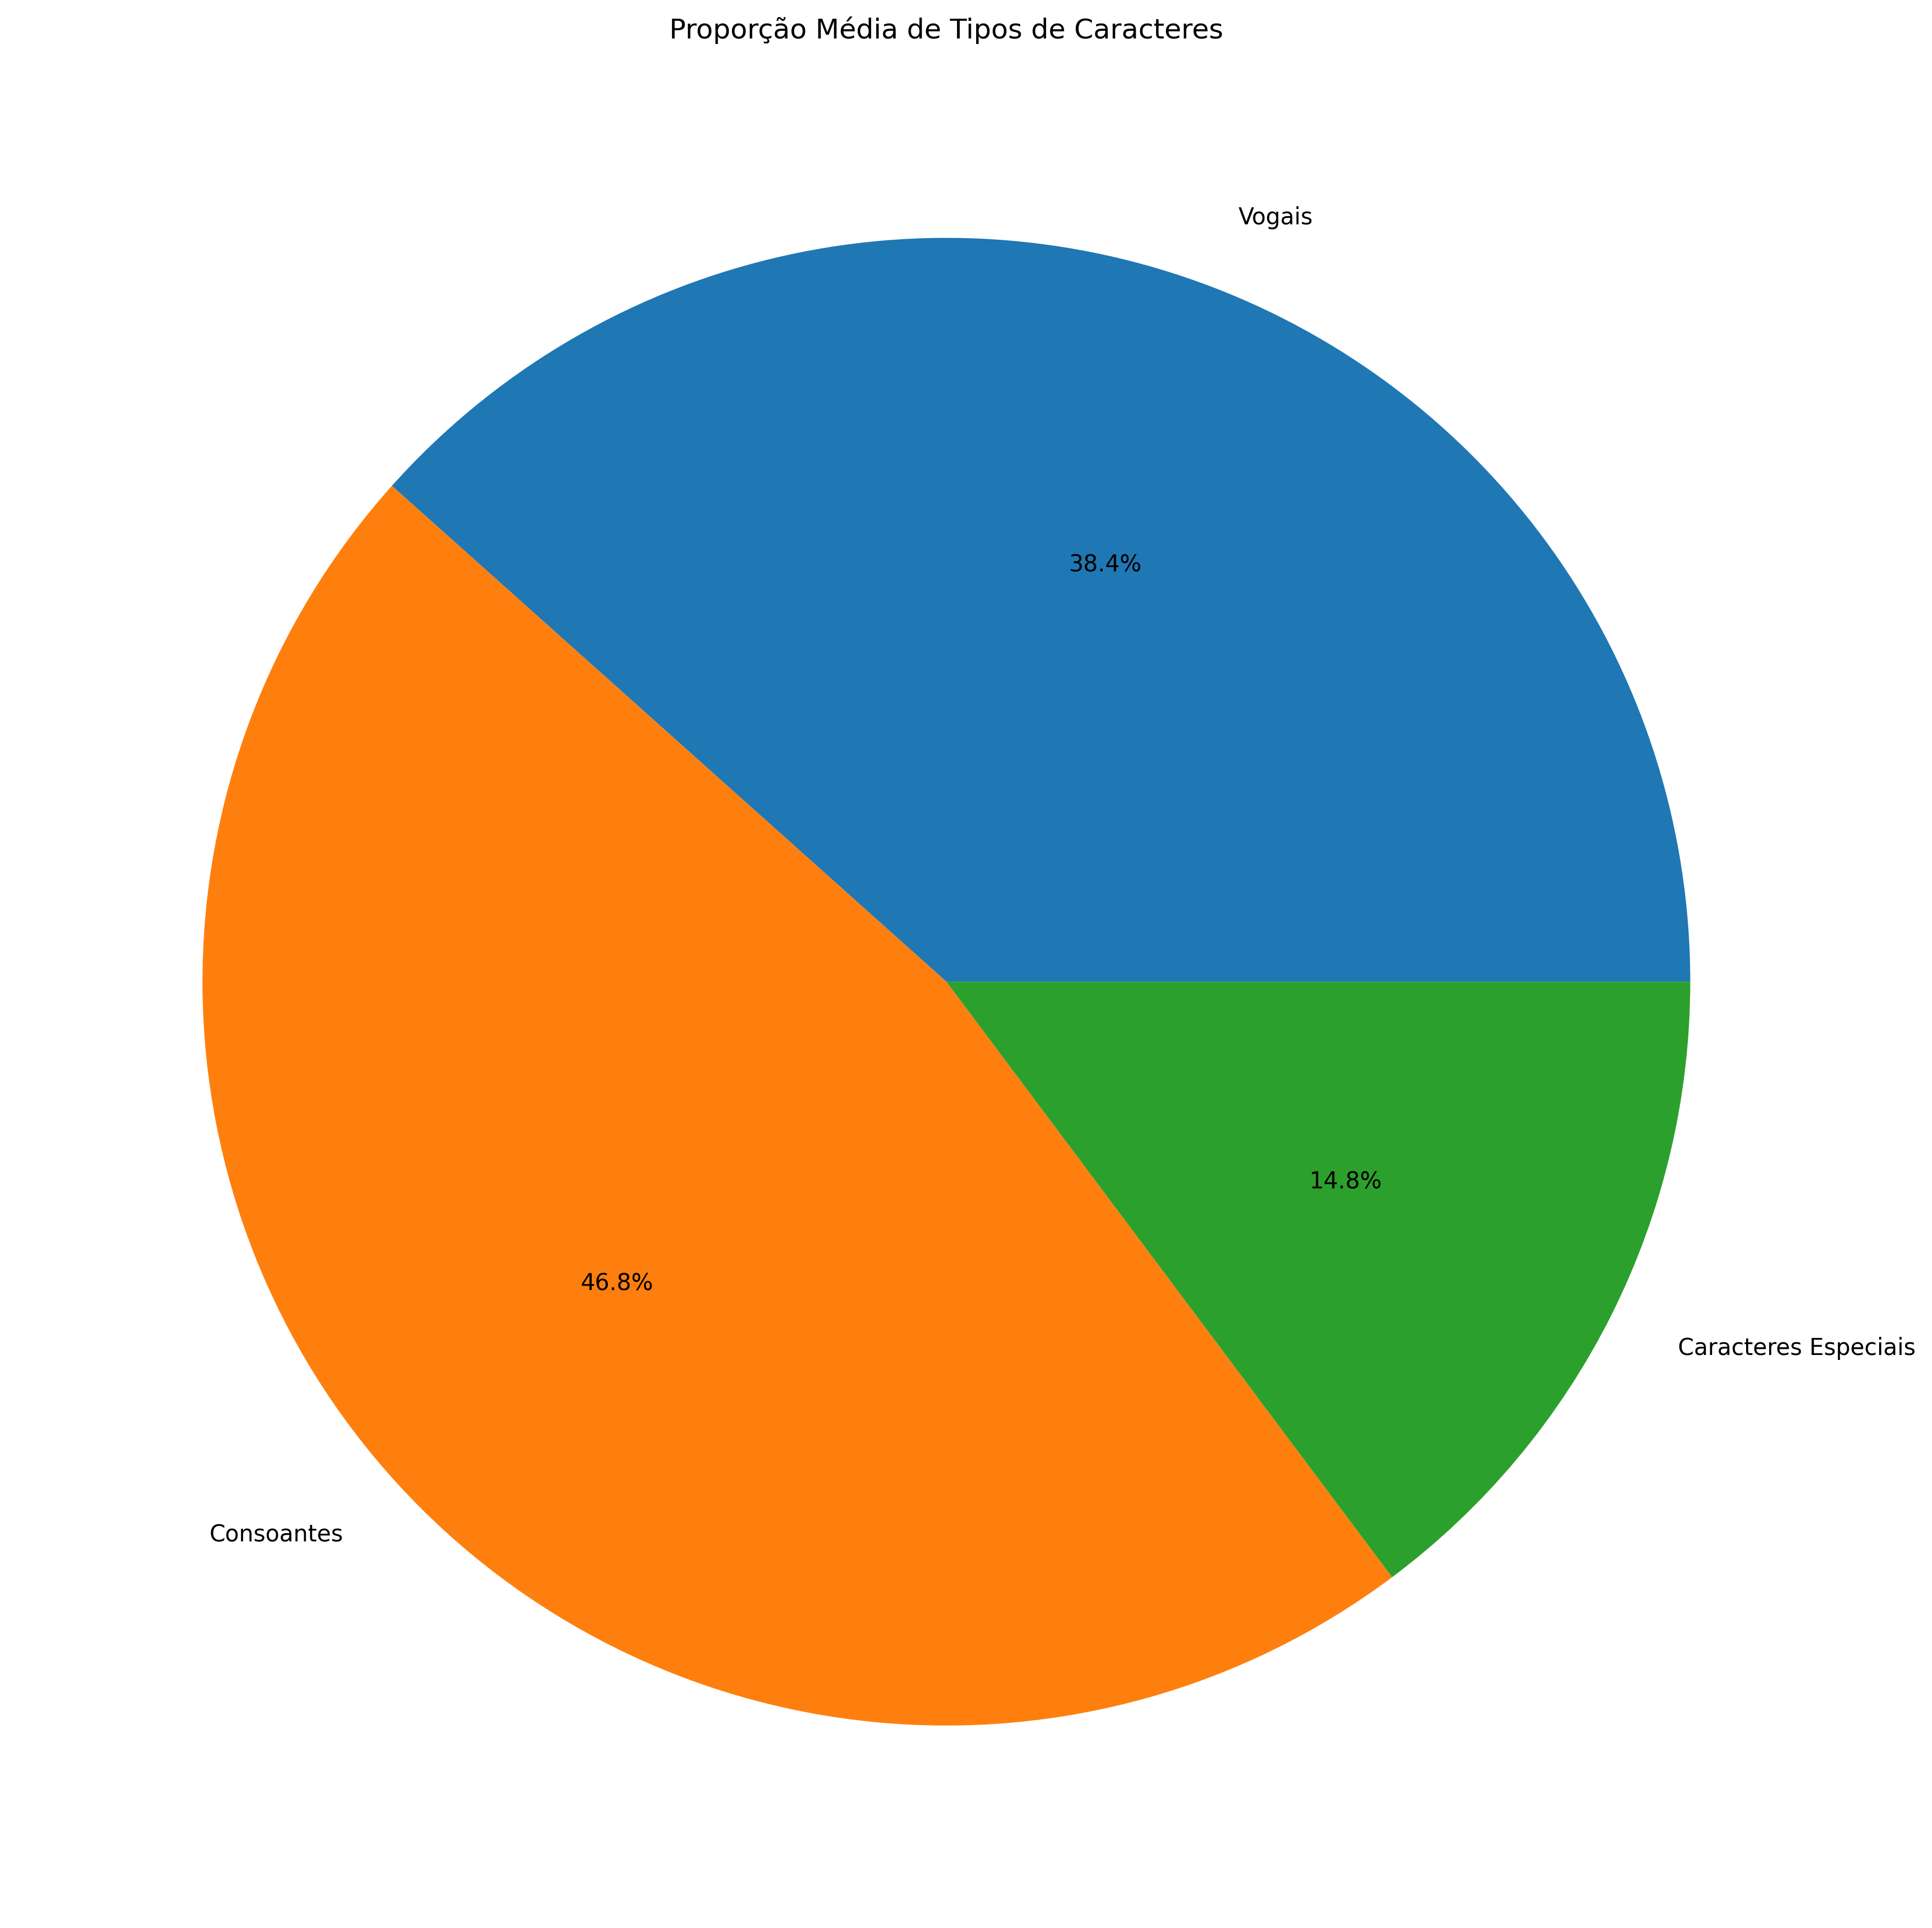 Proporção Média de Tipos de Caracteres
Vogais
38.4%
14.8%
46.8%
Caracteres Especiais
Consoantes